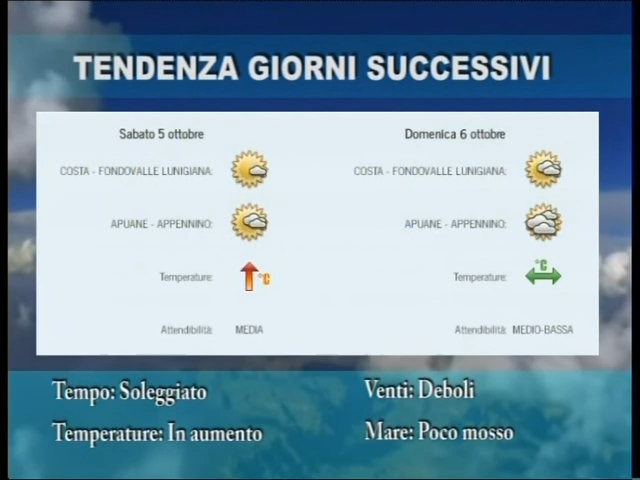 TENDENZA GIORNI SUCCESSIVI
Sabato 5 ottobre
COSTA - FONDOVALLE LUNIGIANA:
APUANE - APPENNINO:
Temperature: °C
Attendibilità: MEDIA
Domenica 6 ottobre
COSTA - FONDOVALLE LUNIGIANA:
APUANE - APPENNINO:
Temperature: °C
Attendibilità: MEDIO-BASSA
Tempo: Soleggiato
Temperature: In aumento
Venti: Deboli
Mare: Poco mosso